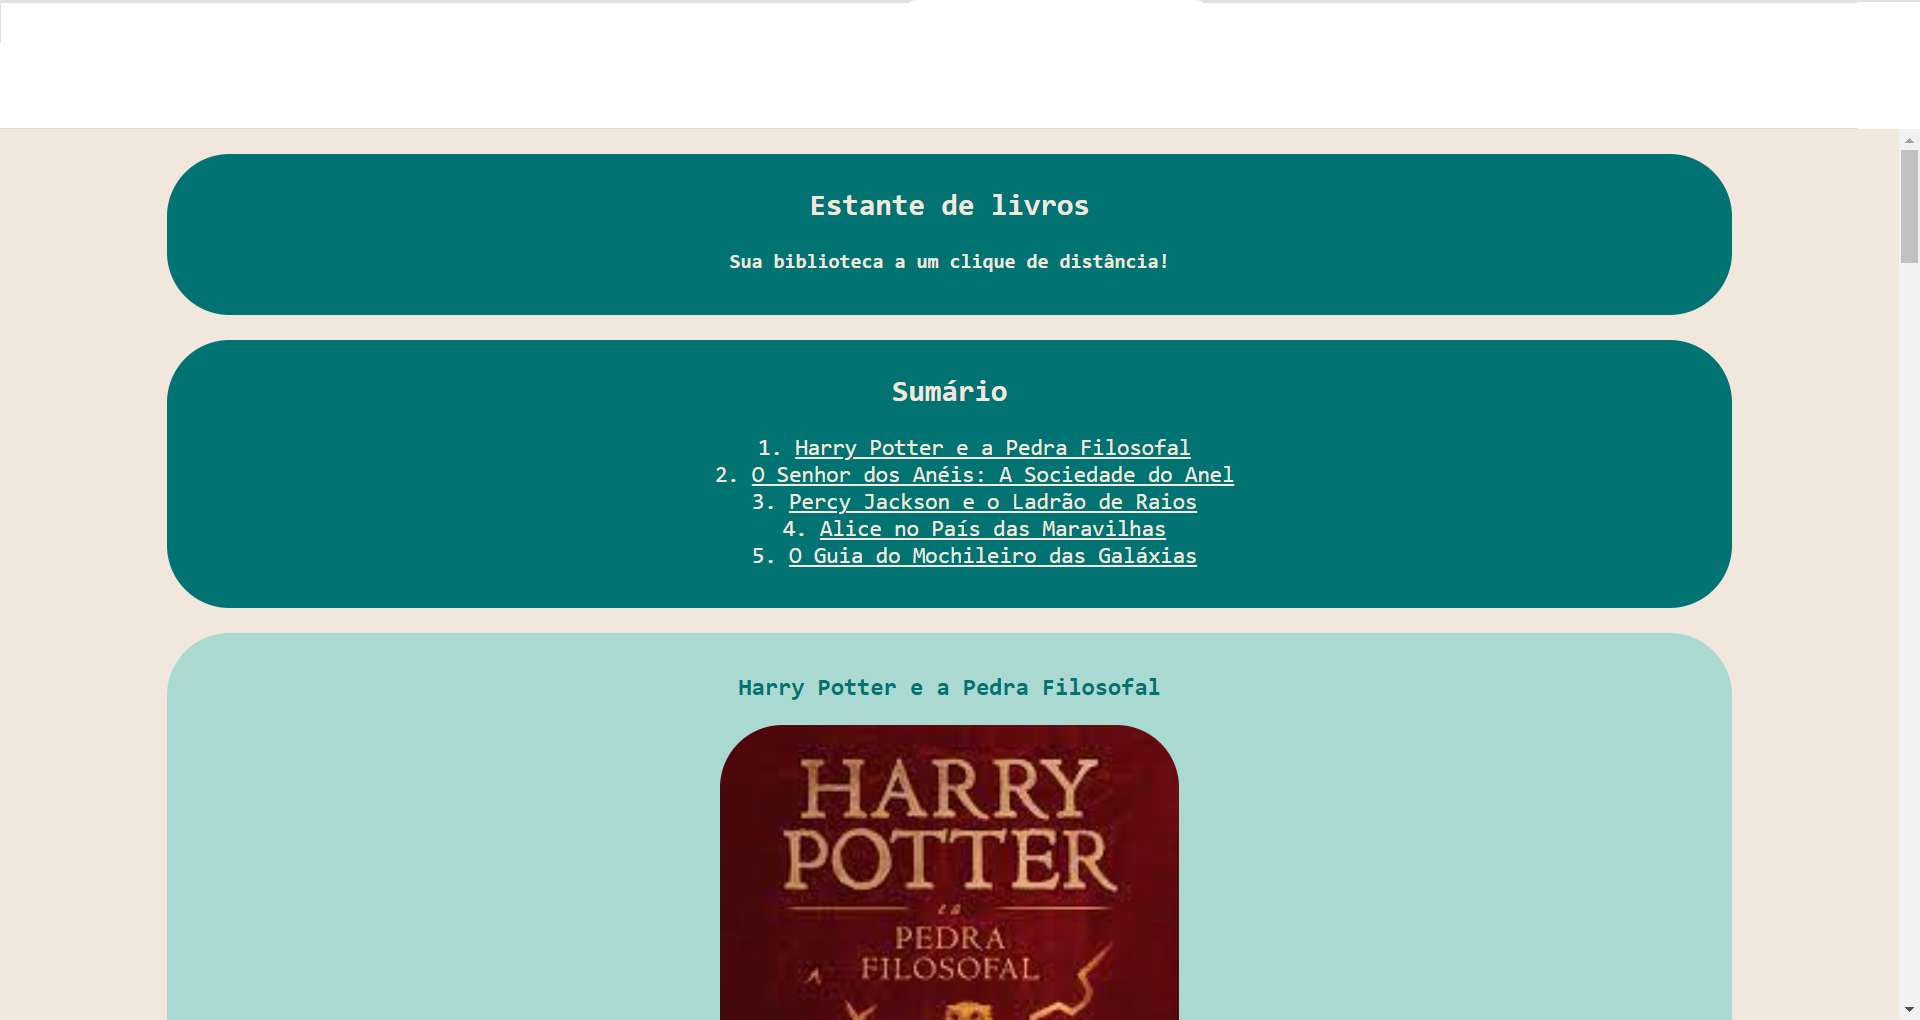 Estante de livros
Sua biblioteca a um clique de distância!
Sumário
1. Harry Potter e a Pedra Filosofal
2. O Senhor dos Anéis: A Sociedade do Anel
3. Percy Jackson e o Ladrão de Raios
4. Alice no País das Maravilhas
5. O Guia do Mochileiro das Galáxias
Harry Potter e a Pedra Filosofal
HARRY
POTTER
e a
PEDRA
FILOSOFAL